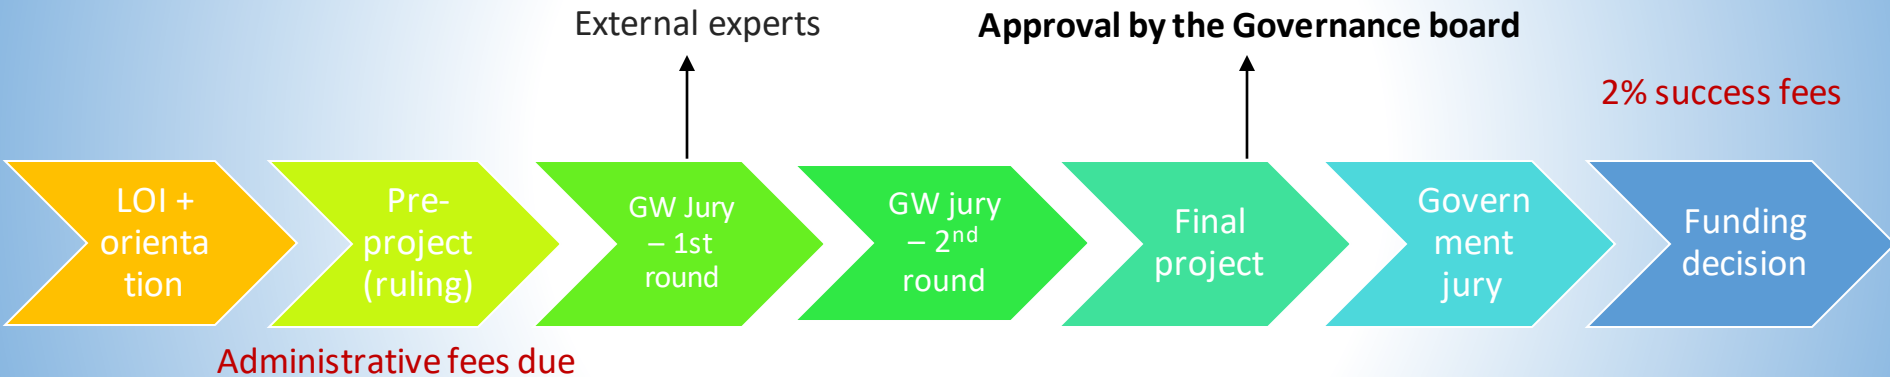 External experts
Approval by the Governance board
2% success fees
LOI +
orienta
tion
Pre-
project
(ruling)
GW Jury
– 1st
round
GW jury
– 2nd
round
Final
project
Govern
ment
jury
Funding
decision
Administrative fees due